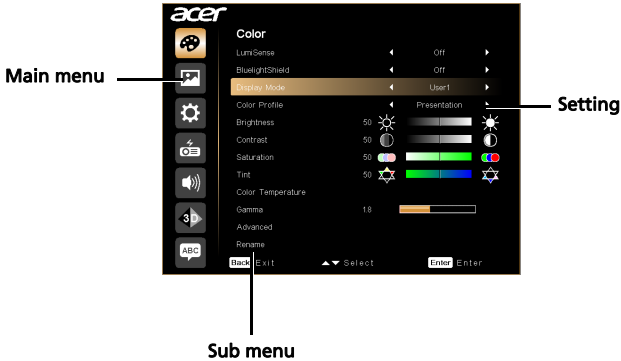 acer
Color
LumiSense Off
BluelightShield Off
Main menu
Display Mode User1
Color Profile Presentation
Setting
Brightness 50
Contrast 50
Saturation 50
Tint 50
Color Temperature
Gamma 1.8
3D
Advanced
ABC
Rename
Back Exit Select Enter Enter
Sub menu